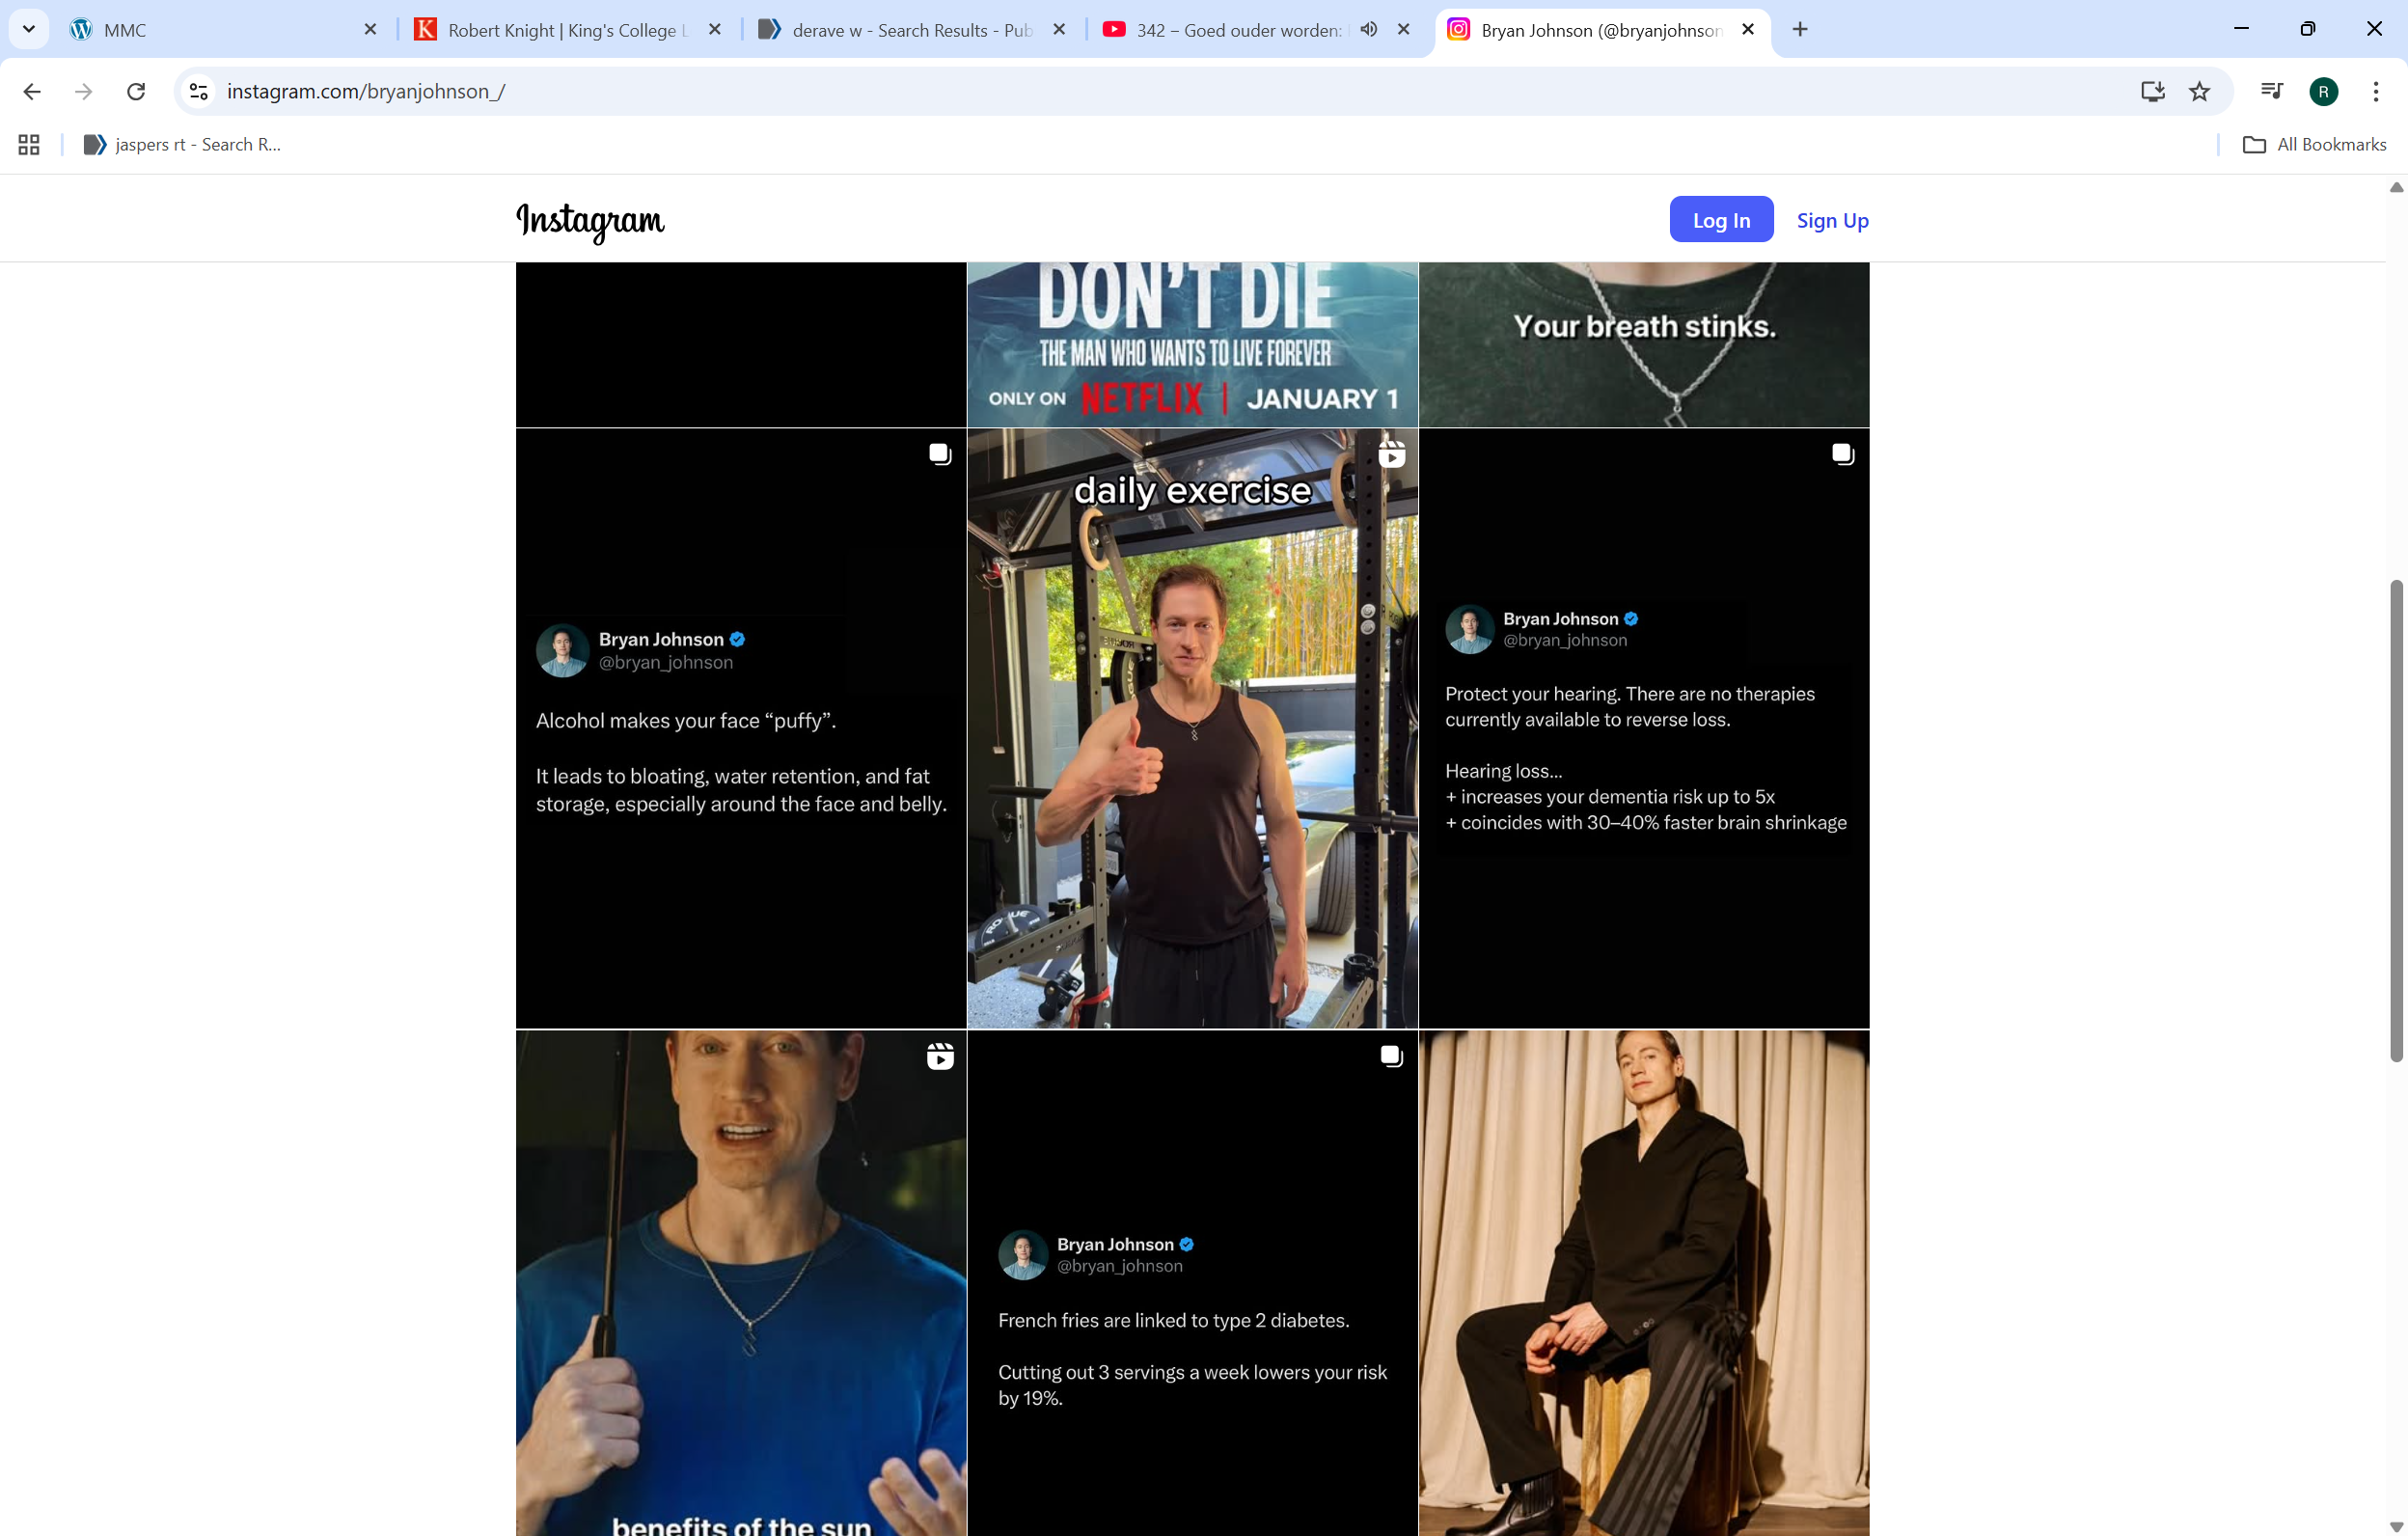 MMC
Robert Knight | King's College L
derave w - Search Results - Pub
342 – Goed ouder worden:
Bryan Johnson (@bryanjohnson
instagram.com/bryanjohnson_/
R
jaspers rt - Search R...
All Bookmarks
Instagram
Log In
Sign Up
DON'T DIE
THE MAN WHO WANTS TO LIVE FOREVER
ONLY ON NETFLIX | JANUARY 1
Your breath stinks.
Bryan Johnson
@bryan_johnson
Alcohol makes your face “puffy”.
It leads to bloating, water retention, and fat
storage, especially around the face and belly.
daily exercise
ROGUE
Bryan Johnson
@bryan_johnson
Protect your hearing. There are no therapies
currently available to reverse loss.
Hearing loss...
+ increases your dementia risk up to 5x
+ coincides with 30–40% faster brain shrinkage
benefits of the sun
Bryan Johnson
@bryan_johnson
French fries are linked to type 2 diabetes.
Cutting out 3 servings a week lowers your risk
by 19%.